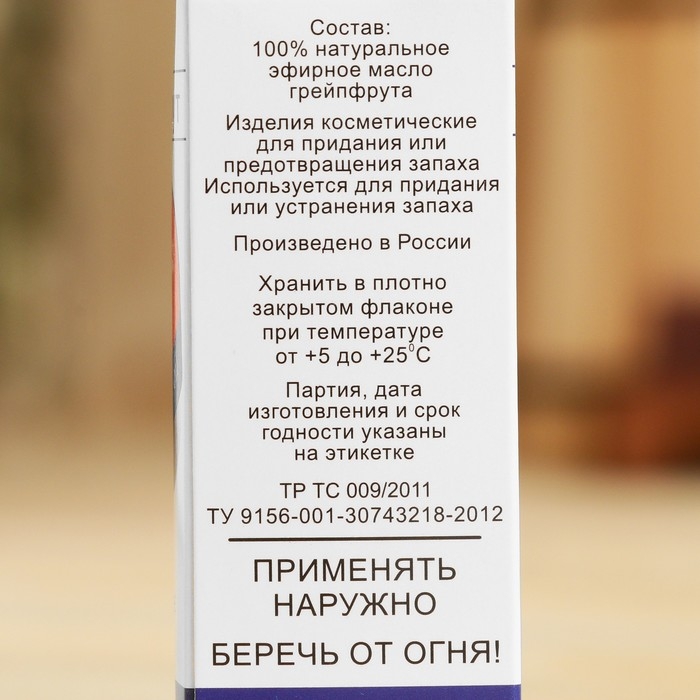 Состав:
100% натуральное
эфирное масло
грейпфрута
Изделия косметические
для придания или
предотвращения запаха
Используется для придания
или устранения запаха
Произведено в России
Хранить в плотно
закрытом флаконе
при температуре
от +5 до +25⁰С
Партия, дата
изготовления и срок
годности указаны
на этикетке
ТР ТС 009/2011
ТУ 9156-001-30743218-2012
ПРИМЕНЯТЬ
НАРУЖНО
БЕРЕЧЬ ОТ ОГНЯ!